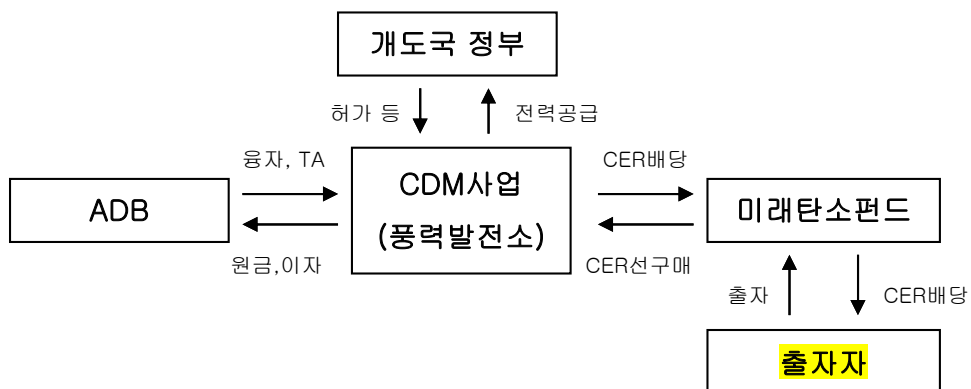 개도국 정부
허가 등
전력공급
융자, TA
CER배당
ADB
CDM사업
(풍력발전소)
미래탄소펀드
원금,이자
CER선구매
출자
CER배당
출자자